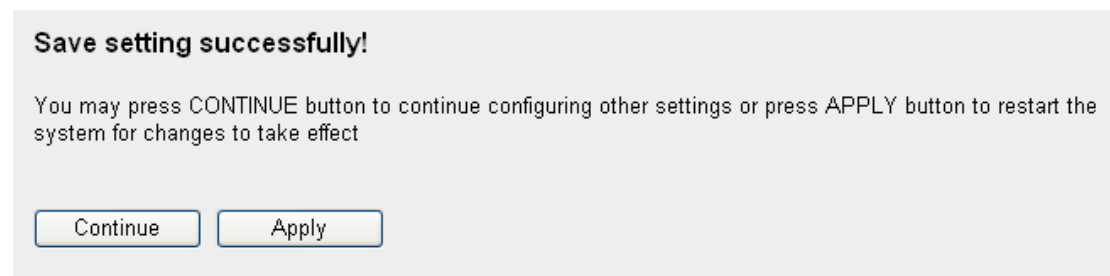 Save setting successfully!
You may press CONTINUE button to continue configuring other settings or press APPLY button to restart the
system for changes to take effect
Continue
Apply